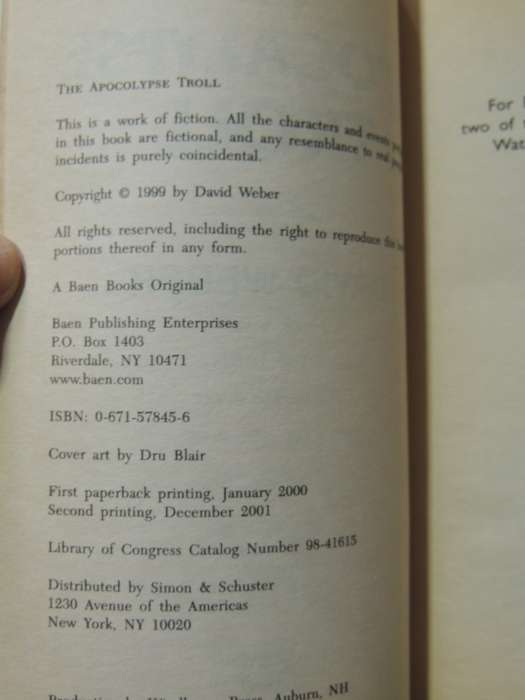 THE APOCOLYPSE TROLL
This is a work of fiction. All the characters and events
in this book are fictional, and any resemblance to real
incidents is purely coincidental.
Copyright © 1999 by David Weber
All rights reserved, including the right to reproduce this
portions thereof in any form.
A Baen Books Original
Baen Publishing Enterprises
P.O. Box 1403
Riverdale, NY 10471
www.baen.com
ISBN: 0-671-57845-6
Cover art by Dru Blair
First paperback printing, January 2000
Second printing, December 2001
Library of Congress Catalog Number 98-41615
Distributed by Simon & Schuster
1230 Avenue of the Americas
New York, NY 10020
Auburn, NH
For
two of
Wat